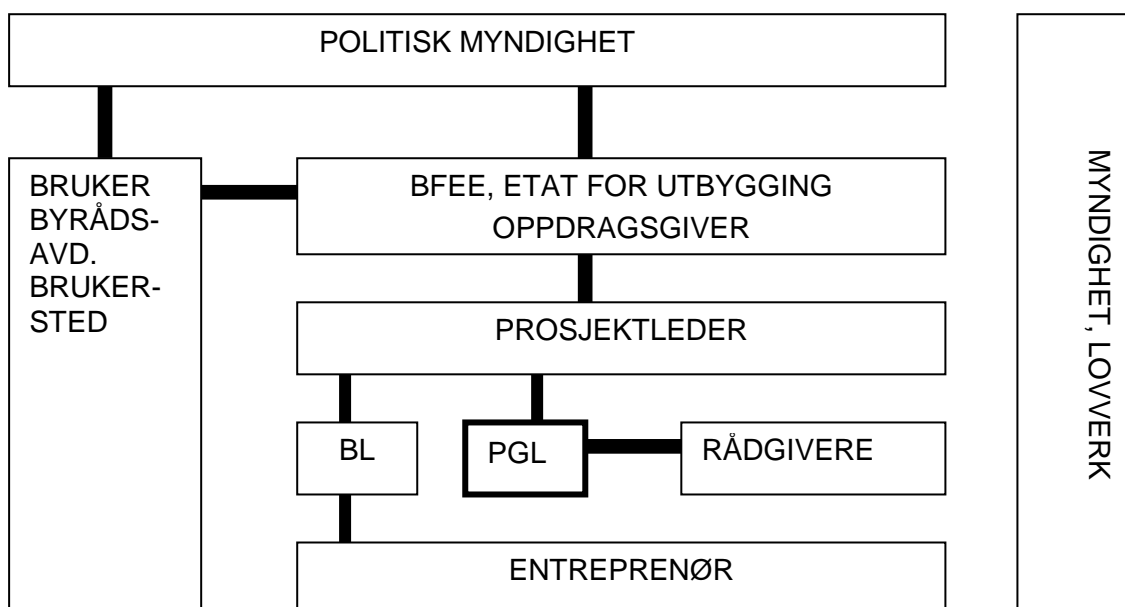 POLITISK MYNDIGHET
BRUKER
BYRÅDS-
AVD.
BRUKER-
STED
BFEE, ETAT FOR UTBYGGING
OPPDRAGSGIVER
PROSJEKTLEDER
BL
PGL
RÅDGIVERE
ENTREPRENØR
MYNDIGHET, LOVVERK